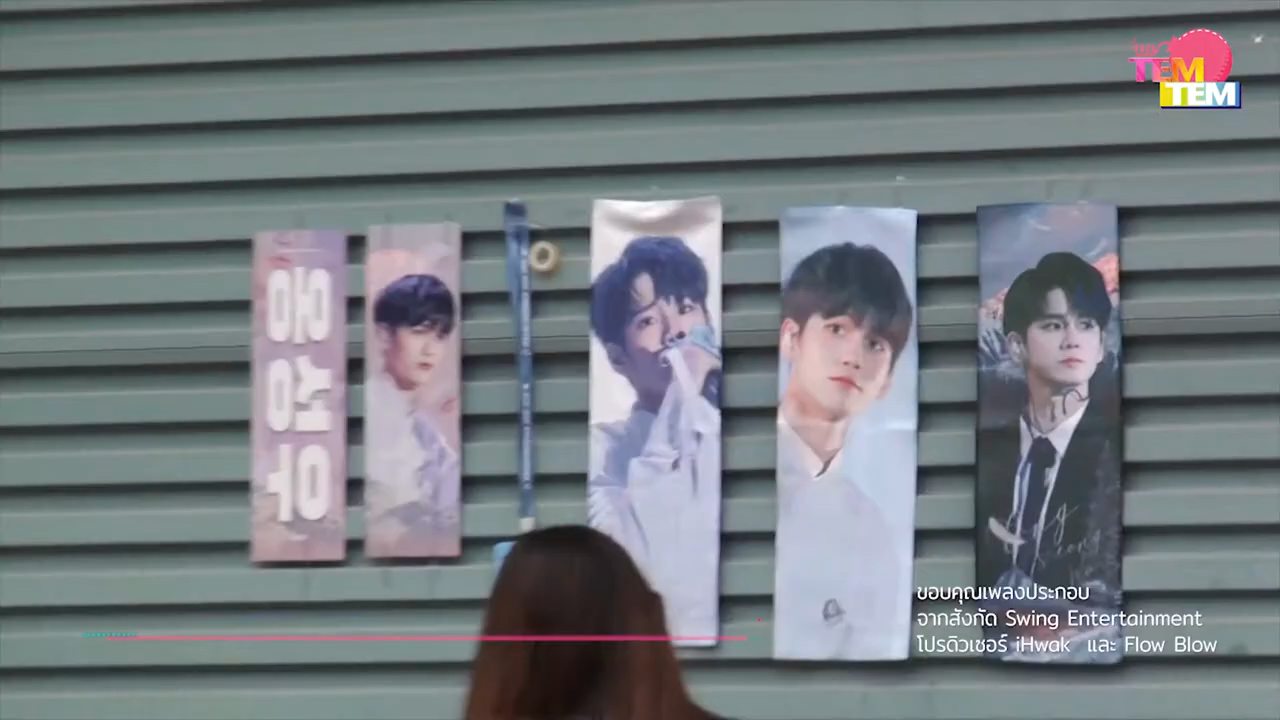 TEM
TEM
옹성우
ขอบคุณเพลงประกอบ
จากสังกัด Swing Entertainment
โปรดิวเซอร์ iHwak และ Flow Blow